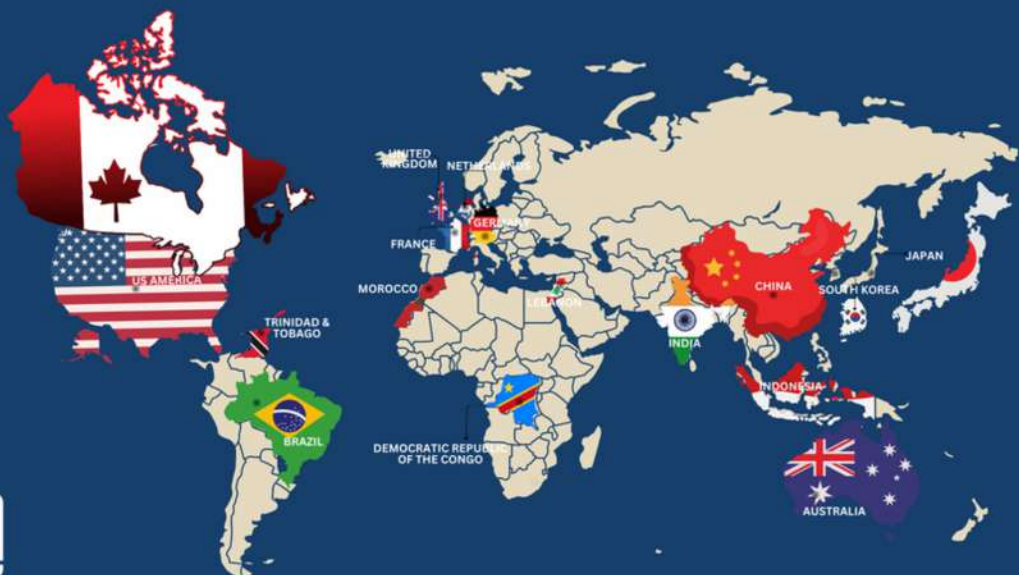 UNITED
KINGDOM
NETHERLANDS
GERMANY
FRANCE
JAPAN
US AMERICA
MOROCCO
LEBANON
CHINA
SOUTH KOREA
TRINIDAD &
TOBAGO
INDIA
INDONESIA
BRAZIL
DEMOCRATIC REPUBLIC
OF THE CONGO
AUSTRALIA